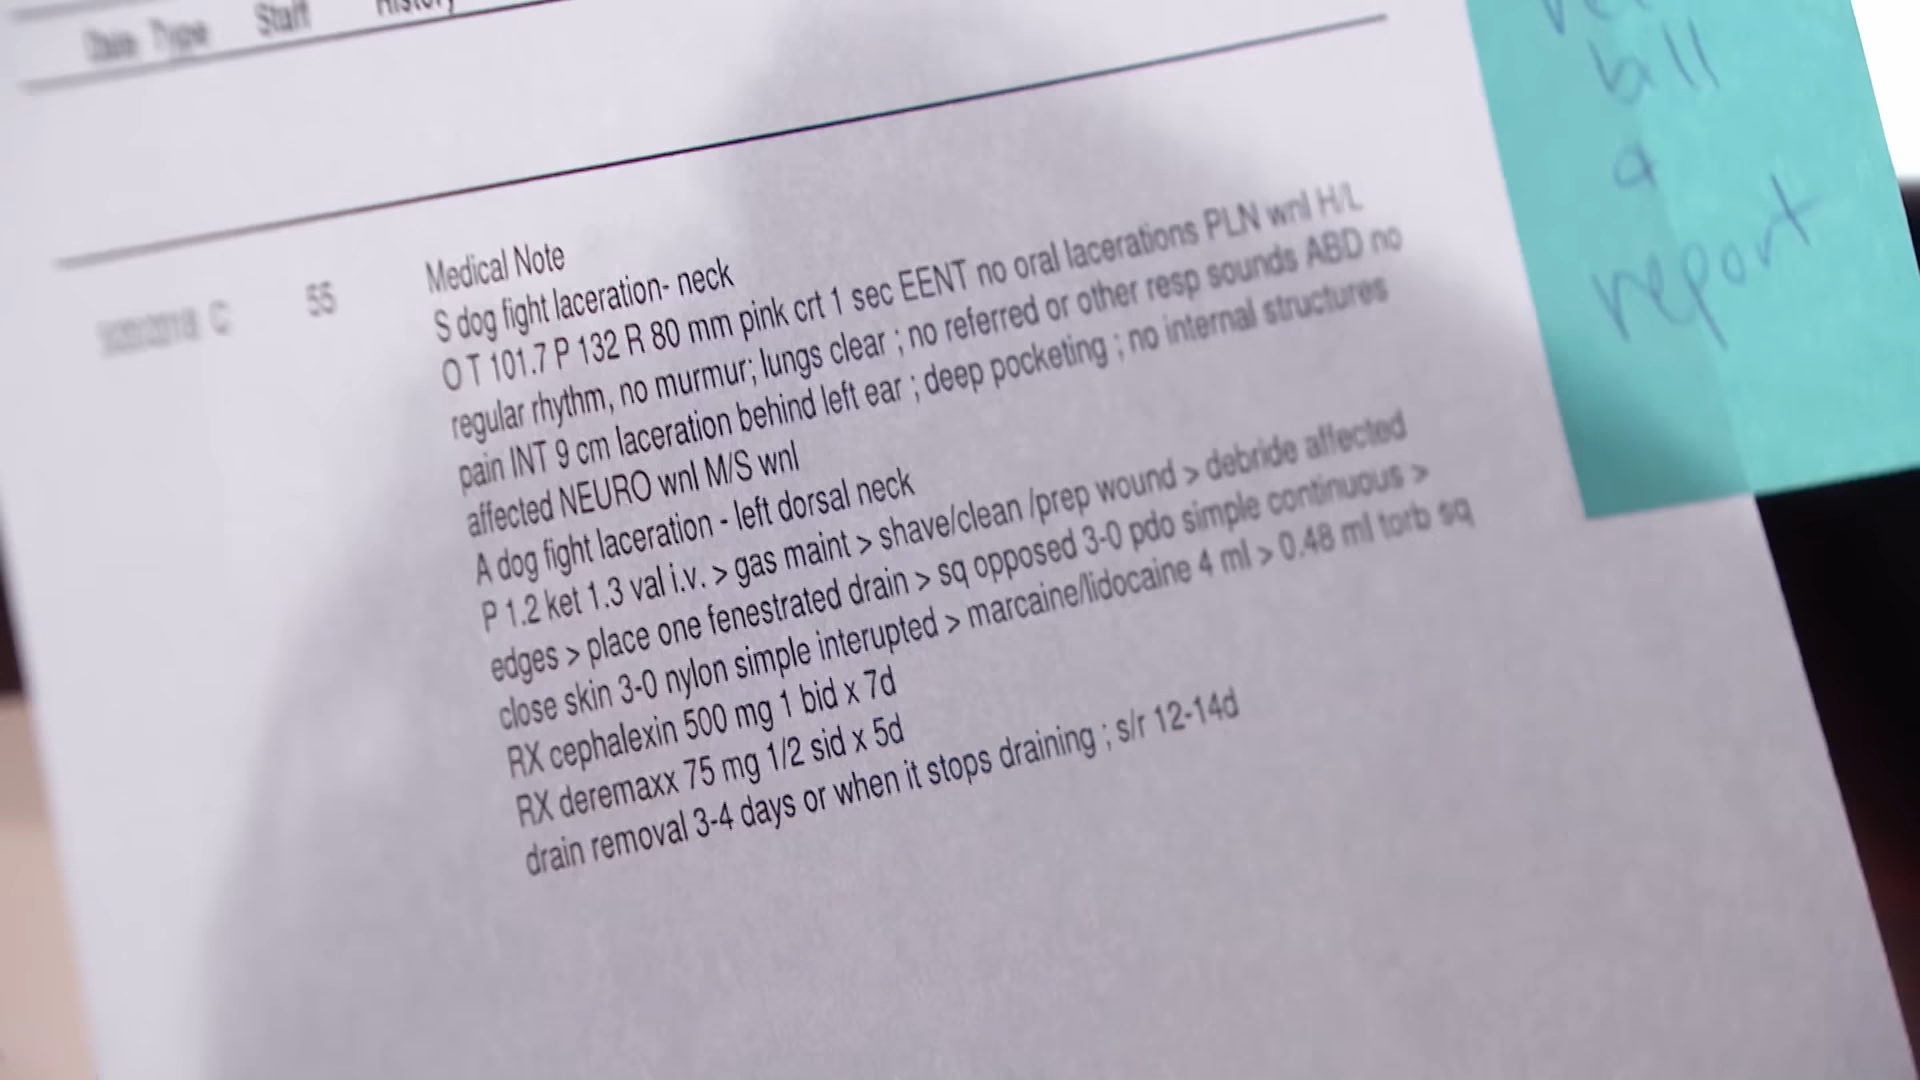 Date Type Staff History
Medical Note
55
S dog fight laceration- neck
O T 101.7 P 132 R 80 mm pink crt 1 sec EENT no oral lacerations PLN wnl H/L
regular rhythm, no murmur; lungs clear ; no referred or other resp sounds ABD no
pain INT 9 cm laceration behind left ear ; deep pocketing ; no internal structures
affected NEURO wnl M/S wnl
A dog fight laceration - left dorsal neck
P 1.2 ket 1.3 val i.v. > gas maint > shave/clean /prep wound > debride affected
edges > place one fenestrated drain > sq opposed 3-0 pdo simple continuous >
close skin 3-0 nylon simple interupted > marcaine/lidocaine 4 ml > 0.48 ml torb sq
RX cephalexin 500 mg 1 bid x 7d
RX deremaxx 75 mg 1/2 sid x 5d
drain removal 3-4 days or when it stops draining ; s/r 12-14d
bill
report